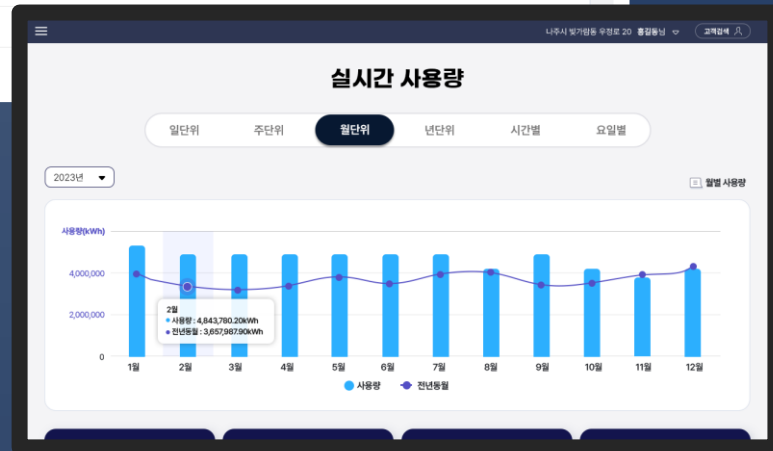 나주시 빛가람동 우정로 20 홍길동님
고객검색
실시간 사용량
일단위 주단위 월단위 년단위 시간별 요일별
2023년
월별 사용량
사용량(kWh)
4,000,000
2,000,000
0
2월
사용량 : 4,843,780.20kWh
전년동월 : 3,657,987.90kWh
1월 2월 3월 4월 5월 6월 7월 8월 9월 10월 11월 12월
사용량 전년동월